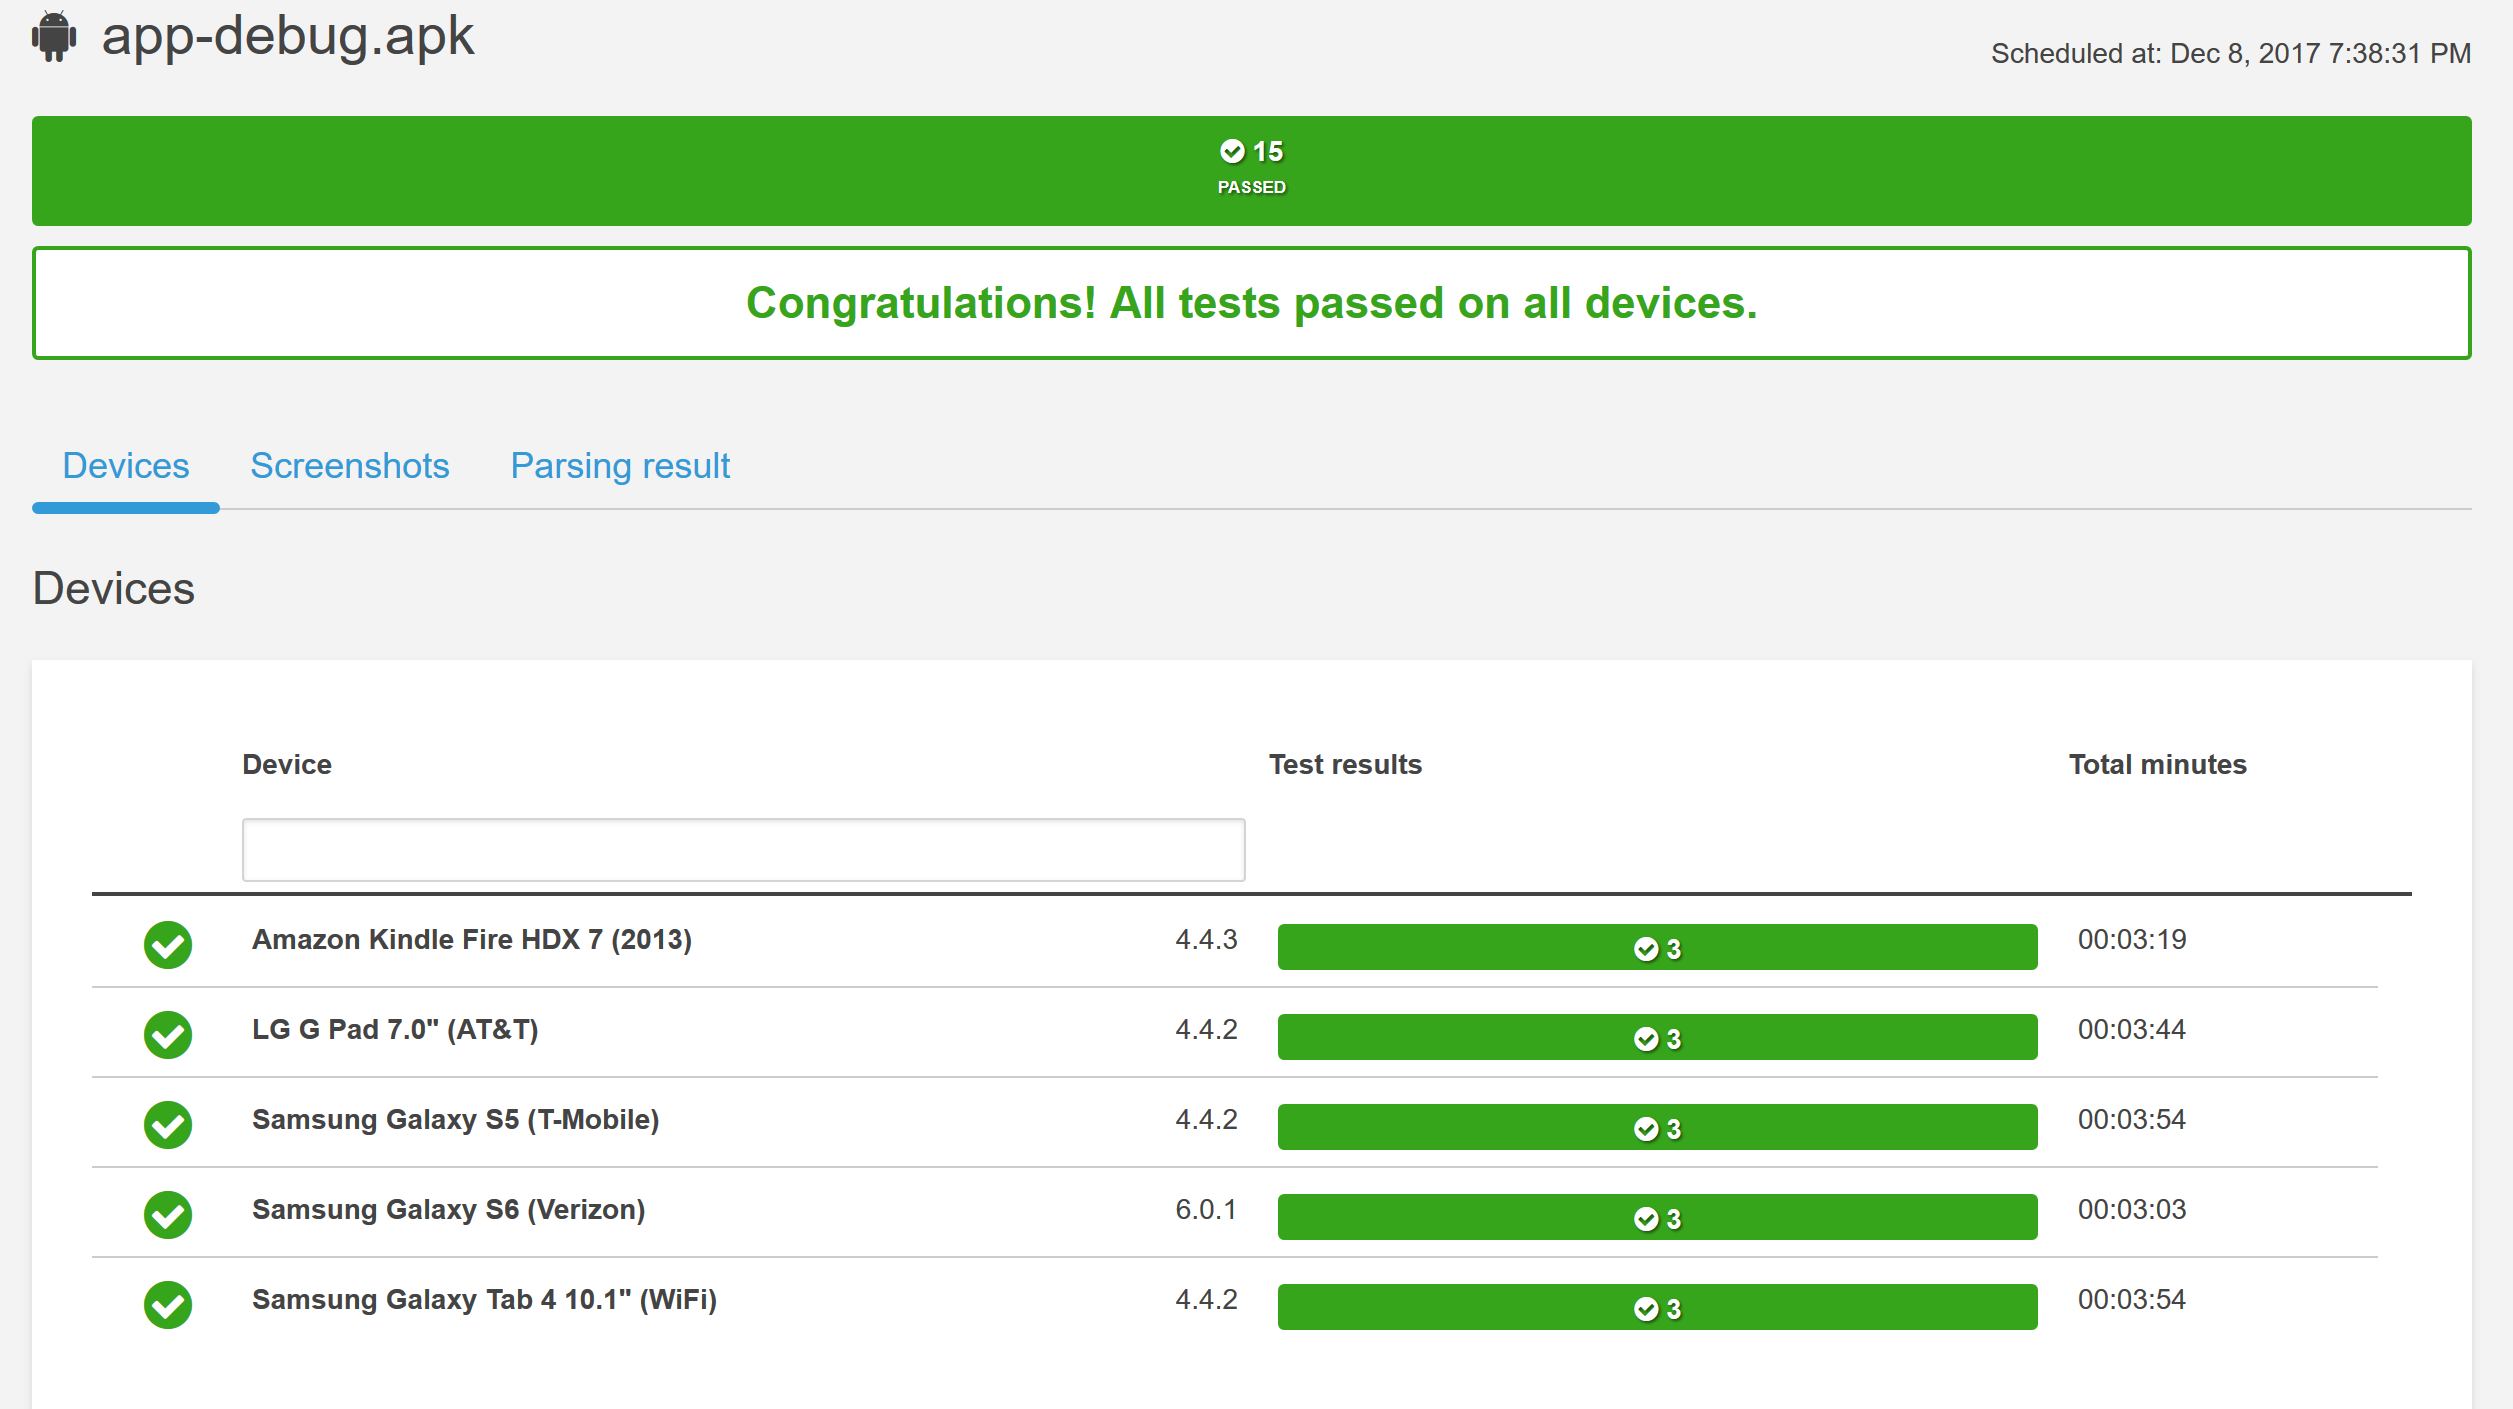 app-debug.apk
Scheduled at: Dec 8, 2017 7:38:31 PM
15
PASSED
Congratulations! All tests passed on all devices.
Devices Screenshots Parsing result
Devices
Device Test results Total minutes
Amazon Kindle Fire HDX 7 (2013) 4.4.3 3 00:03:19
LG G Pad 7.0" (AT&T) 4.4.2 3 00:03:44
Samsung Galaxy S5 (T-Mobile) 4.4.2 3 00:03:54
Samsung Galaxy S6 (Verizon) 6.0.1 3 00:03:03
Samsung Galaxy Tab 4 10.1" (WiFi) 4.4.2 3 00:03:54